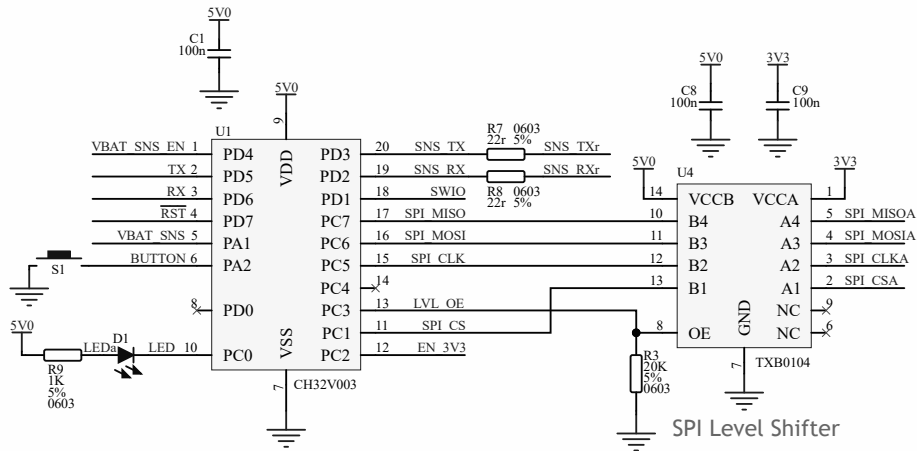 5V0
C1
100n
5V0
9
U1
VBAT_SNS_EN 1 PD4 VDD PD3 20 SNS_TX
R7 0603
22r 5%
SNS_TXr
TX 2 PD5 PD2 19 SNS_RX SNS_RXr
R8 0603
22r 5%
RX 3 PD6 PD1 18 SWIO
RST 4 PD7 PC7 17 SPI_MISO
VBAT_SNS 5 PA1 PC6 16 SPI_MOSI
BUTTON 6 PA2 PC5 15 SPI_CLK
S1
PC4 14
8 PD0 PC3 13 LVL_OE
VSS PC1 11 SPI_CS
5V0
LEDa D1 LED 10 PC0 PC2 12 EN_3V3
R9
1K
5%
0603
7
CH32V003
5V0
C8
100n
3V3
C9
100n
5V0
U4
3V3
14 VCCB VCCA 1
10 B4 A4 5 SPI_MISOA
11 B3 A3 4 SPI_MOSIA
12 B2 A2 3 SPI_CLKA
13 B1 A1 2 SPI_CSA
GND NC 9
8 OE NC 6
7
TXB0104
R3
20K
5%
0603
SPI Level Shifter